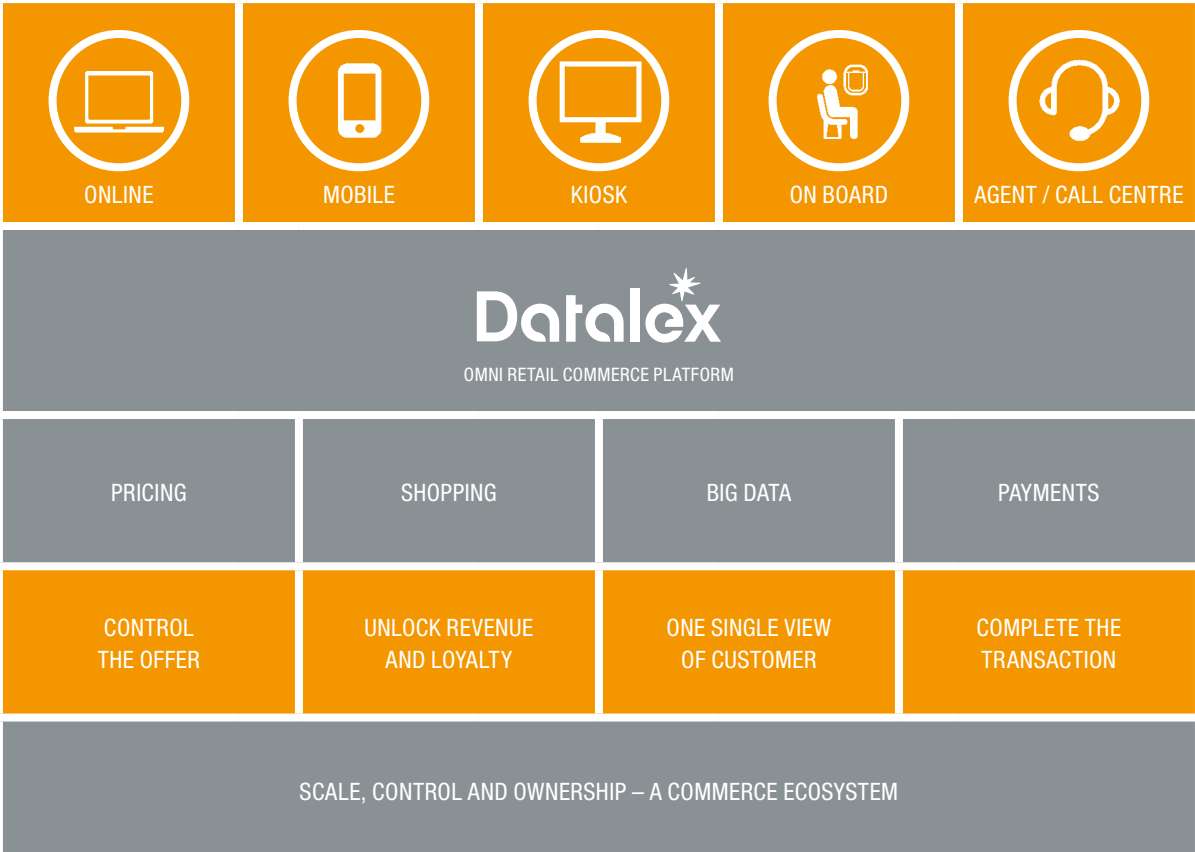 ONLINE
MOBILE
KIOSK
ON BOARD
AGENT / CALL CENTRE
Datalex
OMNI RETAIL COMMERCE PLATFORM
PRICING
SHOPPING
BIG DATA
PAYMENTS
CONTROL
THE OFFER
UNLOCK REVENUE
AND LOYALTY
ONE SINGLE VIEW
OF CUSTOMER
COMPLETE THE
TRANSACTION
SCALE, CONTROL AND OWNERSHIP – A COMMERCE ECOSYSTEM